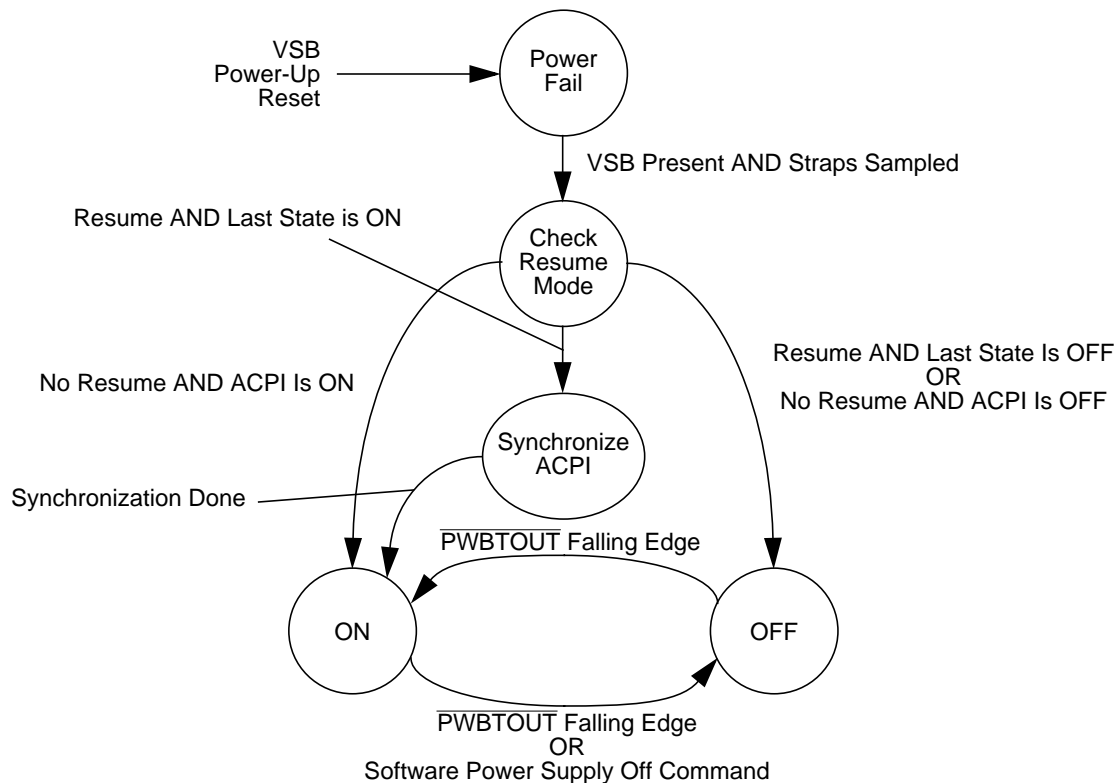 VSB
Power-Up
Reset
Power
Fail
VSB Present AND Straps Sampled
Resume AND Last State is ON
Check
Resume
Mode
No Resume AND ACPI Is ON
Resume AND Last State Is OFF
OR
No Resume AND ACPI Is OFF
Synchronize
ACPI
Synchronization Done
PWBTOUT Falling Edge
ON
OFF
PWBTOUT Falling Edge
OR
Software Power Supply Off Command